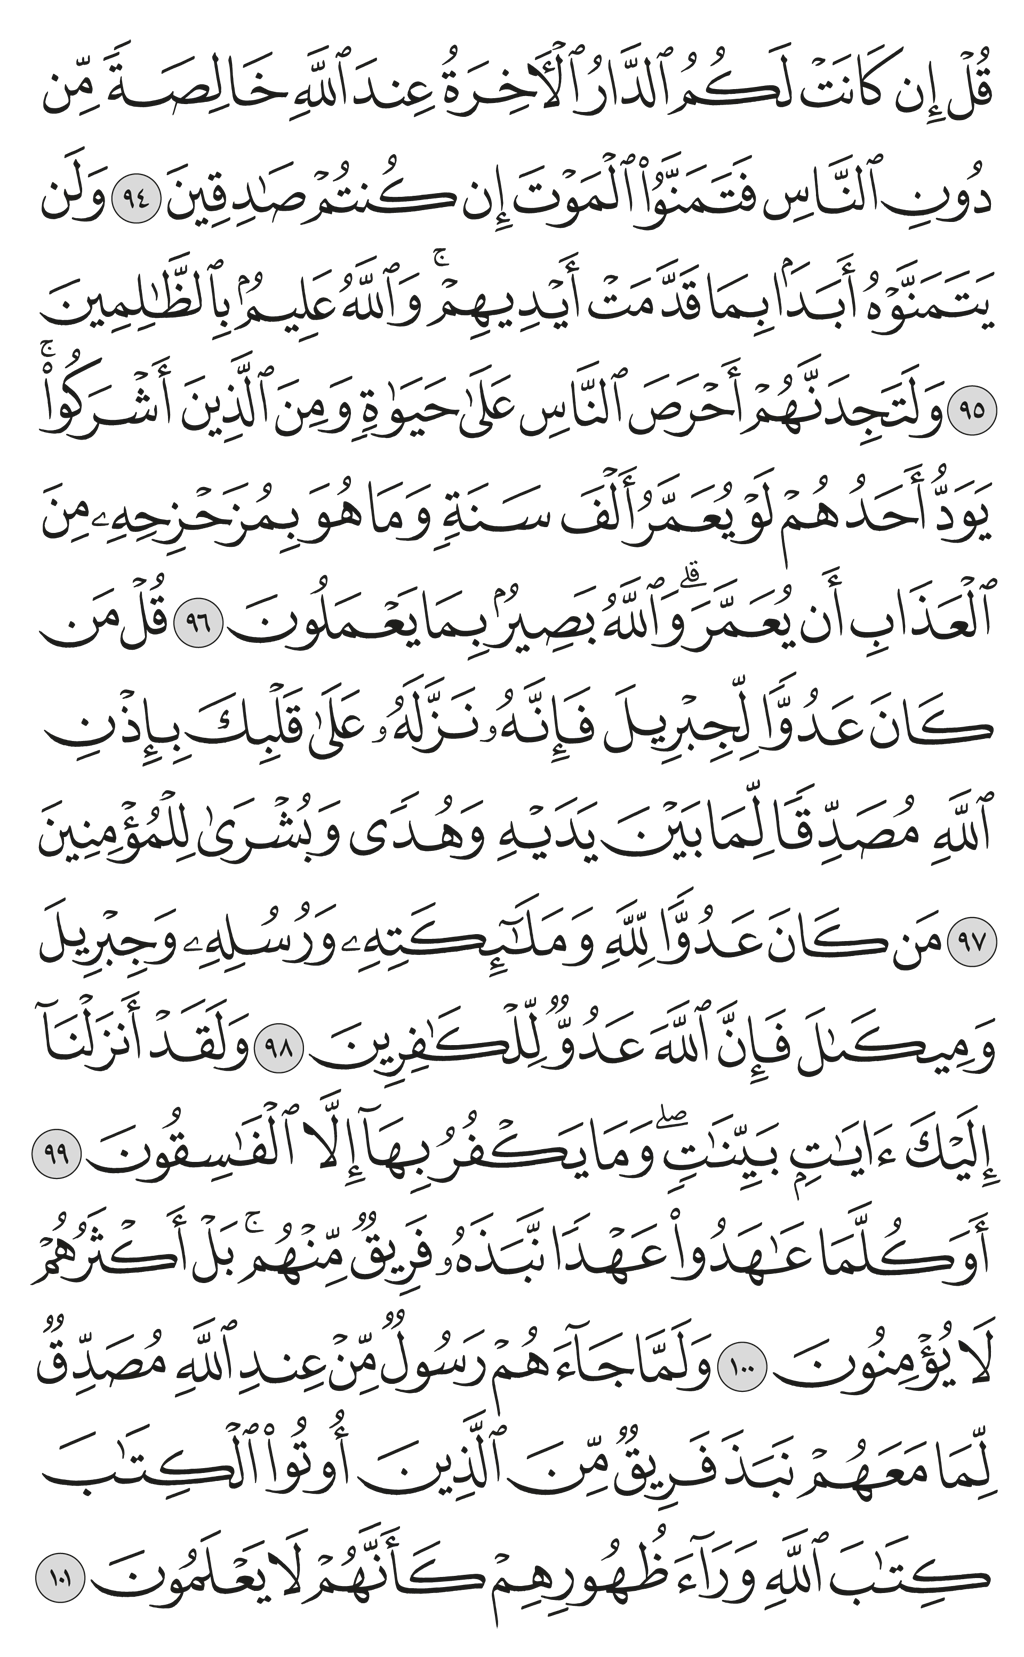 قُلْ إِن كَانَتْ لَكُمُ ٱلدَّارُ ٱلْأَخِرَةُ عِندَ ٱللَّهِ خَالِصَةً مِّن
دُونِ ٱلنَّاسِ فَتَمَنَّوُا۟ ٱلْمَوْتَ إِن كُنتُمْ صَٰدِقِينَ ٩٤ وَلَن
يَتَمَنَّوْهُ أَبَدًۢا بِمَا قَدَّمَتْ أَيْدِيهِمْ ۚ وَٱللَّهُ عَلِيمٌۢ بِٱلظَّٰلِمِينَ
٩٥ وَلَتَجِدَنَّهُمْ أَحْرَصَ ٱلنَّاسِ عَلَىٰ حَيَوٰةٍ وَمِنَ ٱلَّذِينَ أَشْرَكُوا۟ ۚ
يَوَدُّ أَحَدُهُمْ لَوْ يُعَمَّرُ أَلْفَ سَنَةٍ وَمَا هُوَ بِمُزَحْزِحِهِۦ مِنَ
ٱلْعَذَابِ أَن يُعَمَّرَ ۗ وَٱللَّهُ بَصِيرٌۢ بِمَا يَعْمَلُونَ ٩٦ قُلْ مَن
كَانَ عَدُوًّا لِّجِبْرِيلَ فَإِنَّهُۥ نَزَّلَهُۥ عَلَىٰ قَلْبِكَ بِإِذْنِ
ٱللَّهِ مُصَدِّقًا لِّمَا بَيْنَ يَدَيْهِ وَهُدًى وَبُشْرَىٰ لِلْمُؤْمِنِينَ
٩٧ مَن كَانَ عَدُوًّا لِّلَّهِ وَمَلَٰٓئِكَتِهِۦ وَرُسُلِهِۦ وَجِبْرِيلَ
وَمِيكَىٰلَ فَإِنَّ ٱللَّهَ عَدُوٌّ لِّلْكَٰفِرِينَ ٩٨ وَلَقَدْ أَنزَلْنَآ
إِلَيْكَ ءَايَٰتٍۭ بَيِّنَٰتٍ ۖ وَمَا يَكْفُرُ بِهَآ إِلَّا ٱلْفَٰسِقُونَ ٩٩
أَوَكُلَّمَا عَٰهَدُوا۟ عَهْدًا نَّبَذَهُۥ فَرِيقٌ مِّنْهُم ۚ بَلْ أَكْثَرُهُمْ
لَا يُؤْمِنُونَ ١٠٠ وَلَمَّا جَآءَهُمْ رَسُولٌ مِّنْ عِندِ ٱللَّهِ مُصَدِّقٌ
لِّمَا مَعَهُمْ نَبَذَ فَرِيقٌ مِّنَ ٱلَّذِينَ أُوتُوا۟ ٱلْكِتَٰبَ
كِتَٰبَ ٱللَّهِ وَرَآءَ ظُهُورِهِمْ كَأَنَّهُمْ لَا يَعْلَمُونَ ١٠١